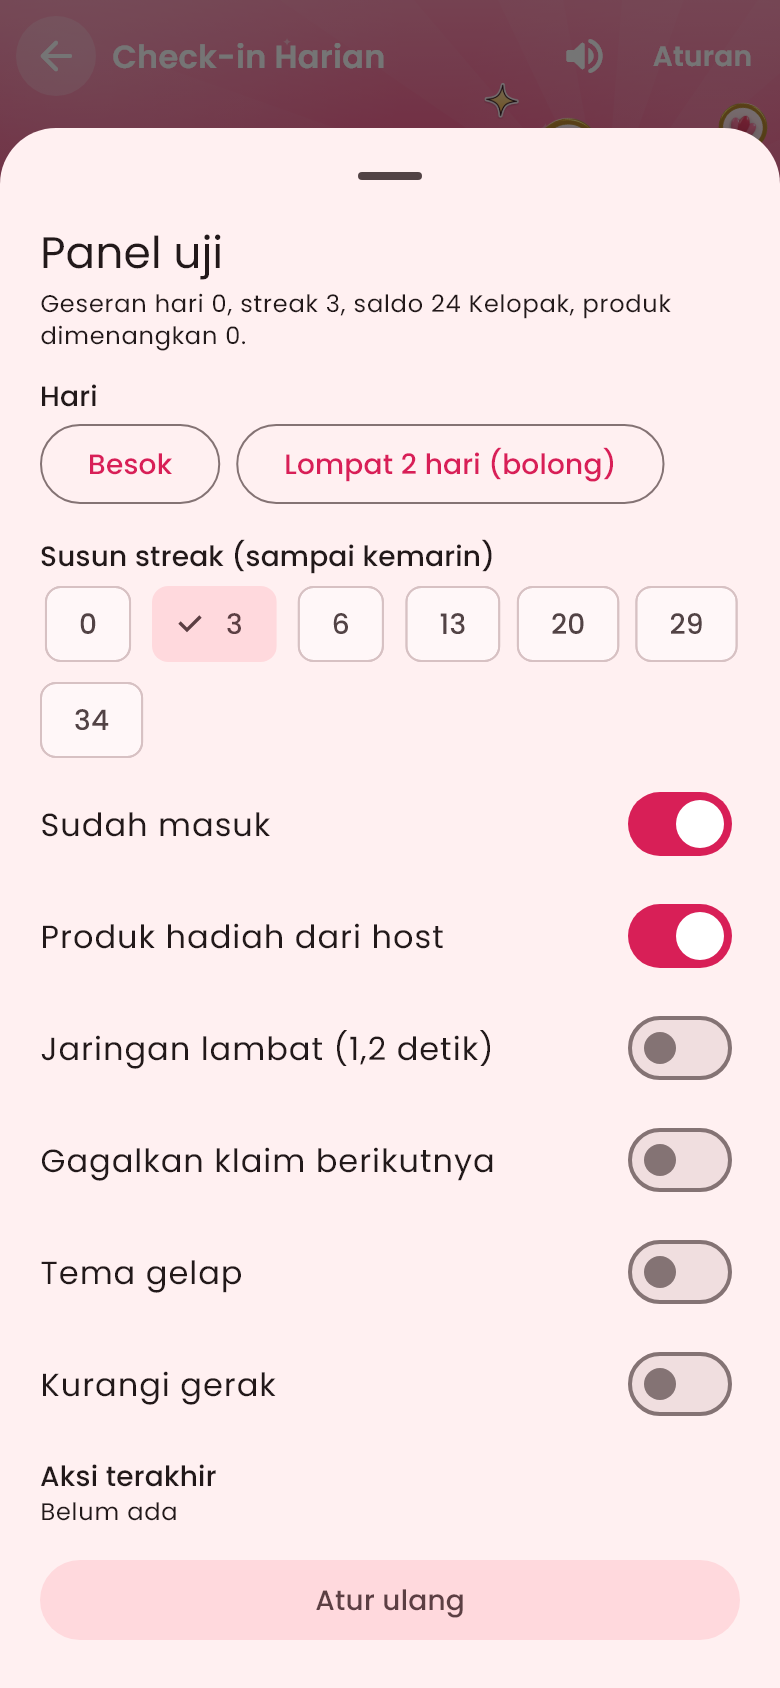 Check-in Harian
Aturan
Panel uji
Geseran hari 0, streak 3, saldo 24 Kelopak, produk
dimenangkan 0.
Hari
Besok
Lompat 2 hari (bolong)
Susun streak (sampai kemarin)
0
3
6
13
20
29
34
Sudah masuk
Produk hadiah dari host
Jaringan lambat (1,2 detik)
Gagalkan klaim berikutnya
Tema gelap
Kurangi gerak
Aksi terakhir
Belum ada
Atur ulang